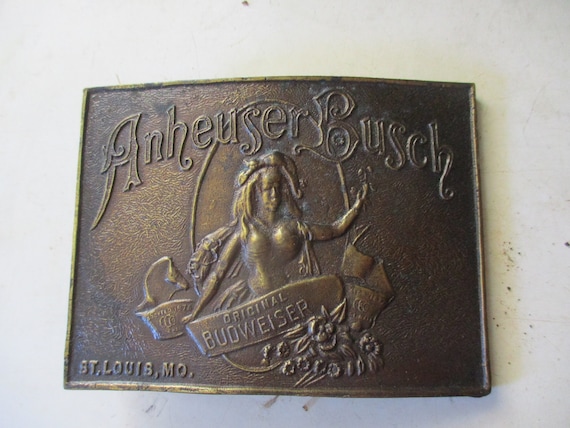 Anheuser Busch
ORIGINAL
BUDWEISER
ST. LOUIS, MO.